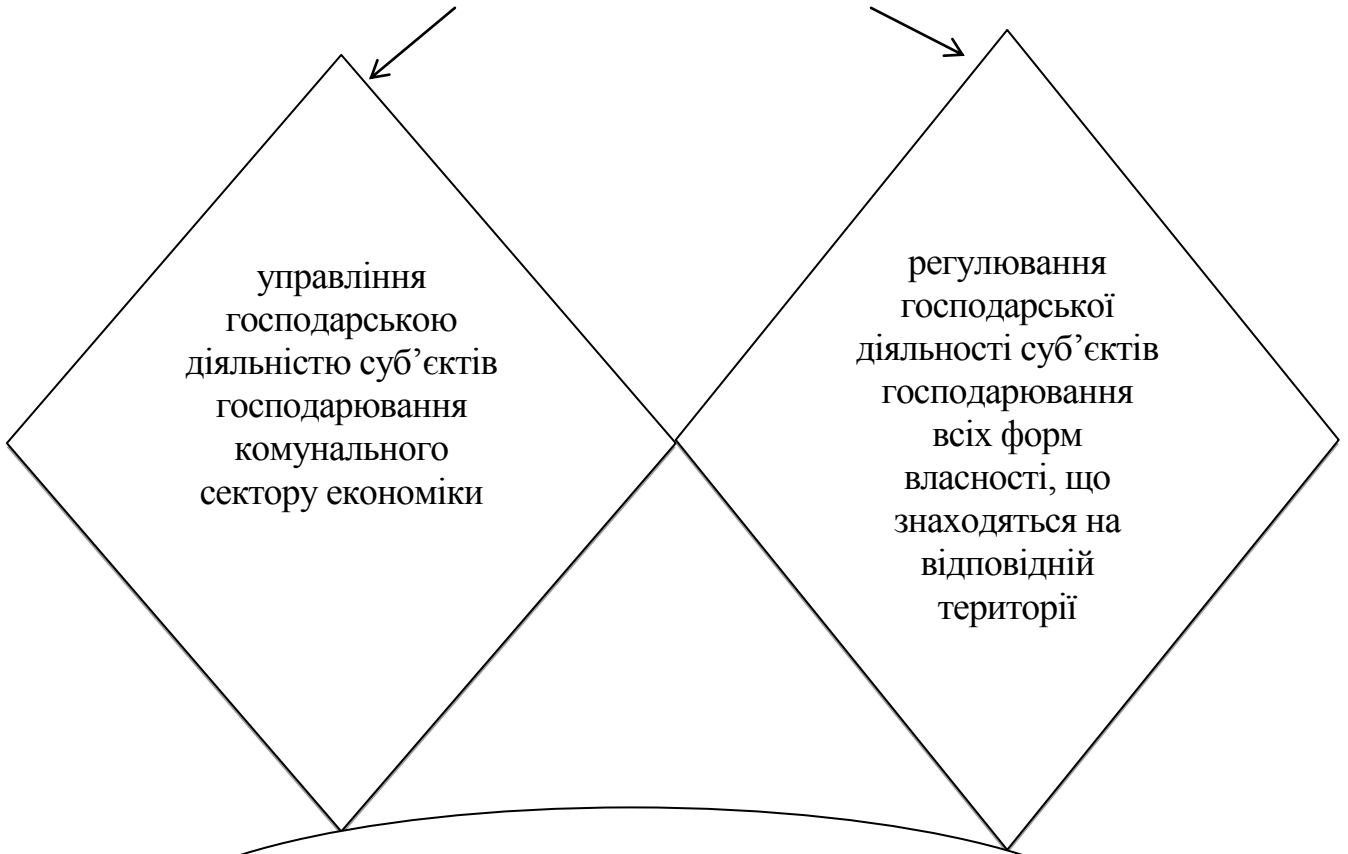 управління
господарською
діяльністю суб’єктів
господарювання
комунального
сектору економіки
регулювання
господарської
діяльності суб’єктів
господарювання
всіх форм
власності, що
знаходяться на
відповідній
території